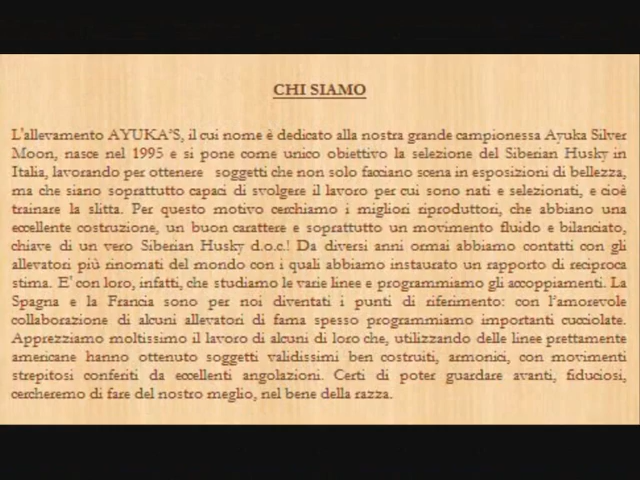 CHI SIAMO
L'allevamento AYUKA'S, il cui nome è dedicato alla nostra grande campionessa Ayuka Silver
Moon, nasce nel 1995 e si pone come unico obiettivo la selezione del Siberian Husky in
Italia, lavorando per ottenere soggetti che non solo facciano scena in esposizioni di bellezza,
ma che siano soprattutto capaci di svolgere il lavoro per cui sono nati e selezionati, e cioè
trainare la slitta. Per questo motivo cerchiamo i migliori riproduttori, che abbiano una
eccellente costruzione, un buon carattere e soprattutto un movimento fluido e bilanciato,
chiave di un vero Siberian Husky d.o.c.! Da diversi anni ormai abbiamo contatti con gli
allevatori più rinomati del mondo con i quali abbiamo instaurato un rapporto di reciproca
stima. E' con loro, infatti, che studiamo le varie linee e programmiamo gli accoppiamenti. La
Spagna e la Francia sono per noi diventati i punti di riferimento: con l'amorevole
collaborazione di alcuni allevatori di fama spesso programmiamo importanti cucciolate.
Apprezziamo moltissimo il lavoro di alcuni di loro che, utilizzando delle linee prettamente
americane hanno ottenuto soggetti validissimi ben costruiti, armonici, con movimenti
strepitosi conferiti da eccellenti angolazioni. Certi di poter guardare avanti, fiduciosi,
cercheremo di fare del nostro meglio, nel bene della razza.